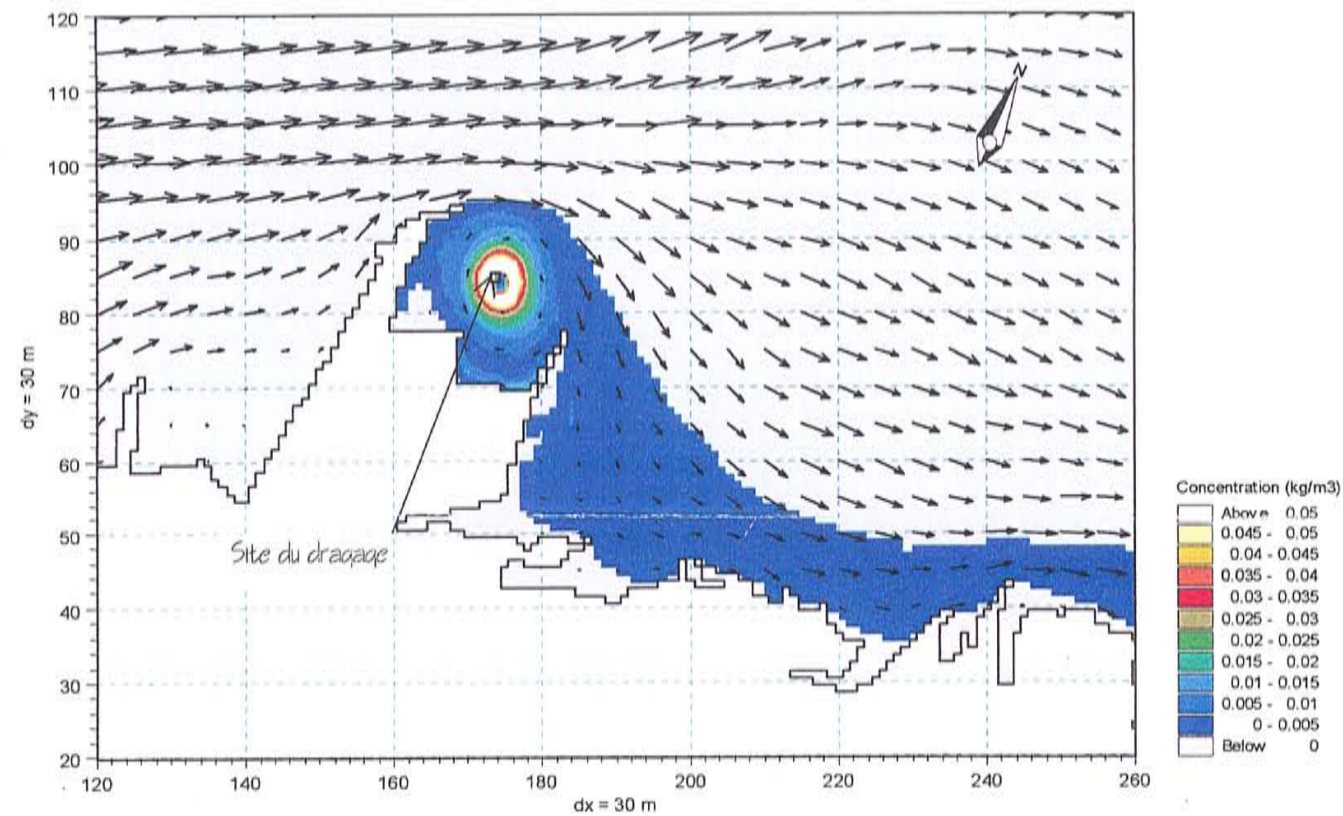 120
110
100
90
80
70
60
50
40
30
20
dy = 30 m
N
Site du dragage
120 140 160 180 200 220 240 260
dx = 30 m
Concentration (kg/m3)
Above 0.05
0.045 - 0.05
0.04 - 0.045
0.035 - 0.04
0.03 - 0.035
0.025 - 0.03
0.02 - 0.025
0.015 - 0.02
0.01 - 0.015
0.005 - 0.01
0 - 0.005
Below 0